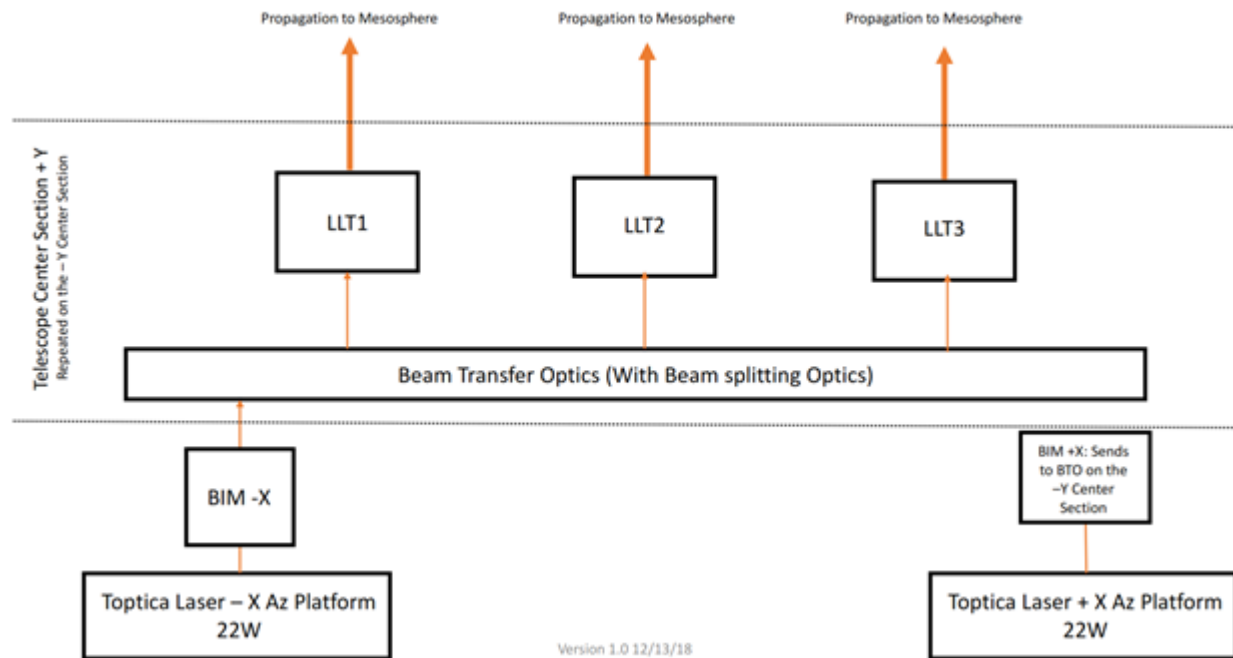 Propagation to Mesosphere
Propagation to Mesosphere
Propagation to Mesosphere
Telescope Center Section + Y
Repeated on the – Y Center Section
LLT1
LLT2
LLT3
Beam Transfer Optics (With Beam splitting Optics)
BIM -X
BIM +X: Sends
to BTO on the
–Y Center
Section
Toptica Laser – X Az Platform
22W
Toptica Laser + X Az Platform
22W
Version 1.0 12/13/18